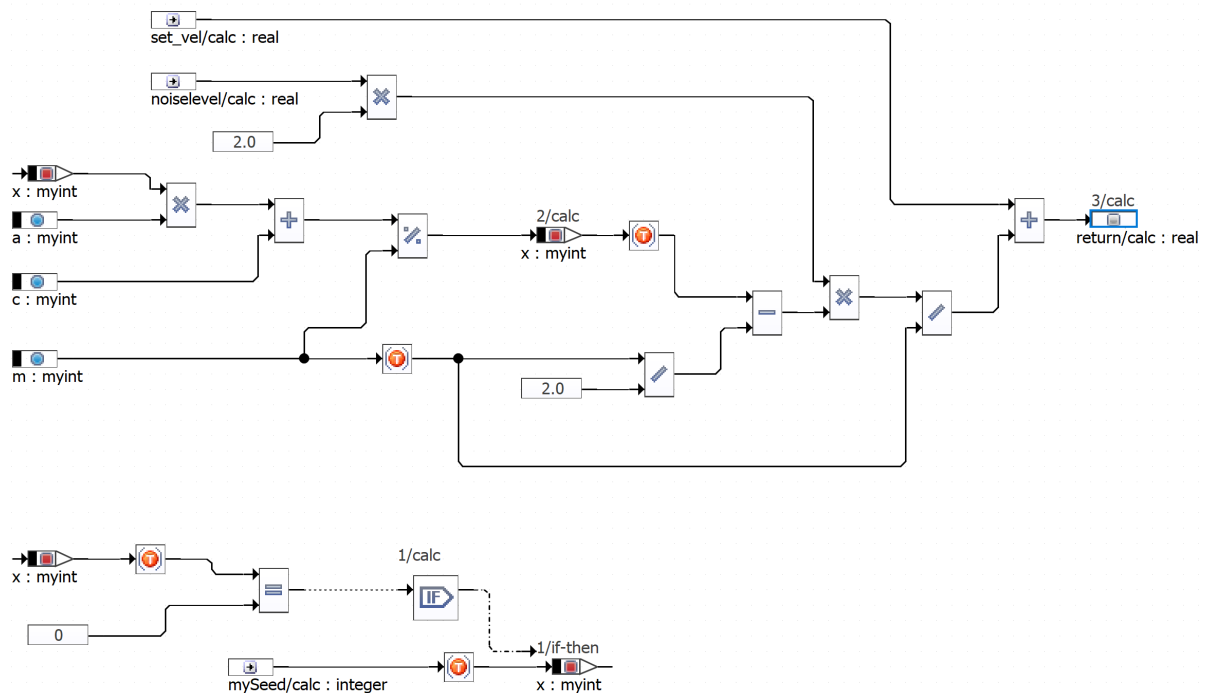 set_vel/calc : real
noiselevel/calc : real
2.0
x : myint
a : myint
c : myint
m : myint
2/calc
x : myint
T
T
2.0
3/calc
return/calc : real
x : myint
T
0
1/calc
IF
1/if-then
mySeed/calc : integer
T
x : myint